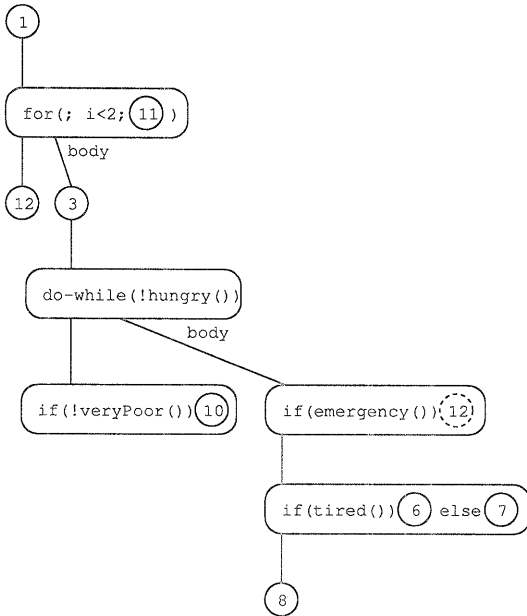 1
for(; i<2; 11 )
body
12 3
do-while(!hungry())
body
if(!veryPoor()) 10 if(emergency()) 12
if(tired()) 6 else 7
8